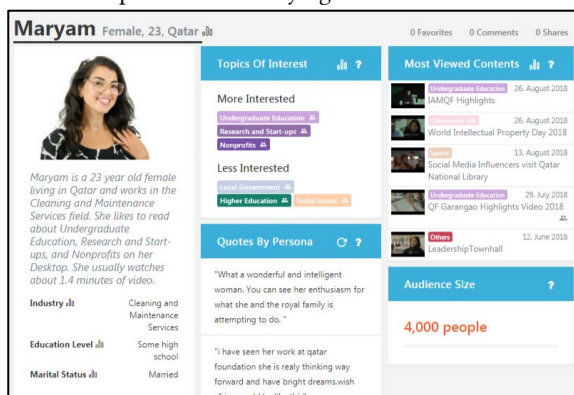 Maryam Female, 23, Qatar
0 Favorites 0 Comments 0 Shares
Maryam is a 23 year old female
living in Qatar and works in the
Cleaning and Maintenance
Services field. She likes to read
about Undergraduate
Education, Research and Start-
ups, and Nonprofits on her
Desktop. She usually watches
about 1.4 minutes of video.
Industry Cleaning and
Maintenance
Services
Education Level Some high
school
Marital Status Married
Topics Of Interest ?
More Interested
Undergraduate Education
Research and Start-ups
Nonprofits
Less Interested
Local Government
Higher Education Social Issues
Quotes By Persona ?
"What a wonderful and intelligent
woman. You can see her enthusiasm for
what she and the royal family is
attempting to do. "
"i have seen her work at qatar
foundation she is realy thinking way
forward and have bright dreams.wish
Most Viewed Contents ?
Undergraduate Education 26. August 2018
IAMQF Highlights
Community Life 26. August 2018
World Intellectual Property Day 2018
Sports 13. August 2018
Social Media Influencers visit Qatar
National Library
Undergraduate Education 29. July 2018
QF Garangao Highlights Video 2018
Others 12. June 2018
LeadershipTownhall
Audience Size ?
4,000 people